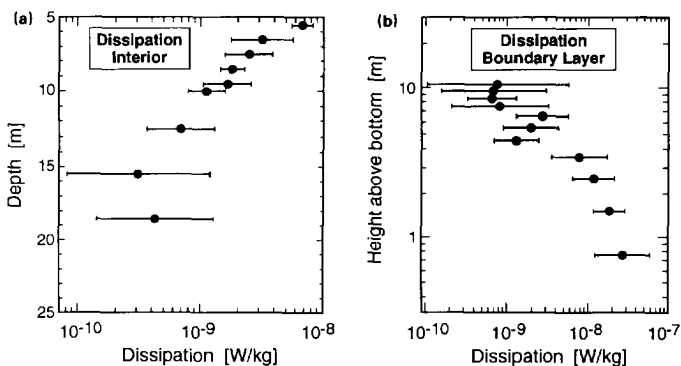 (a)
Dissipation
Interior
5
10
15
20
25
Depth [m]
10-10
10-9
10-8
Dissipation [W/kg]
(b)
Dissipation
Boundary Layer
10
1
Height above bottom [m]
10-10
10-9
10-8
10-7
Dissipation [W/kg]